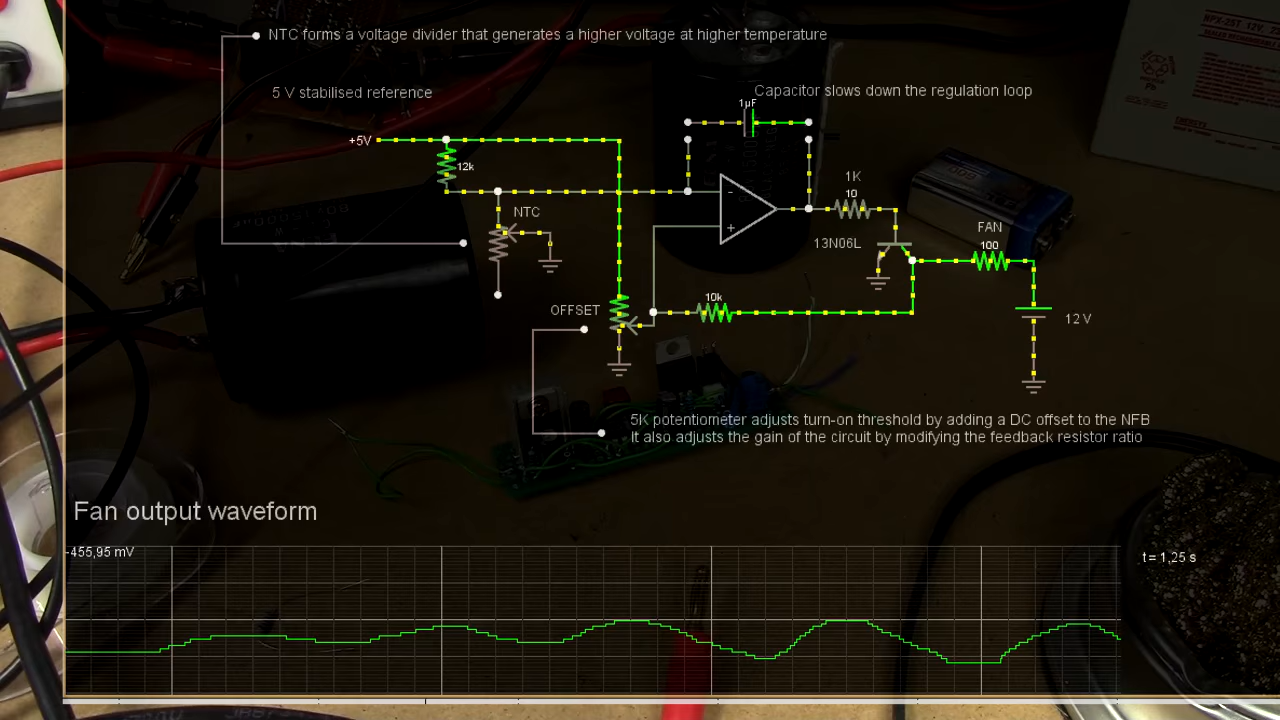 NTC forms a voltage divider that generates a higher voltage at higher temperature
5 V stabilised reference
Capacitor slows down the regulation loop
1µF
+5V
12k
1K
10
NTC
13N06L
FAN
100
OFFSET
10k
12 V
5K potentiometer adjusts turn-on threshold by adding a DC offset to the NFB
It also adjusts the gain of the circuit by modifying the feedback resistor ratio
Fan output waveform
-455,95 mV
t = 1,25 s